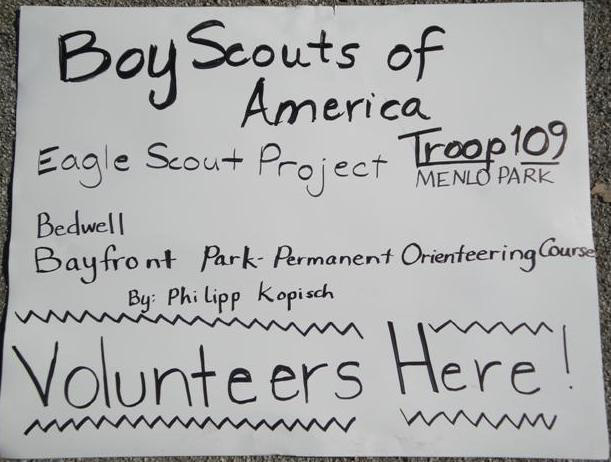 Boy Scouts of
America
Eagle Scout Project Troop 109
MENLO PARK
Bedwell
Bayfront Park- Permanent Orienteering Course
By: Philipp Kopisch
Volunteers Here!